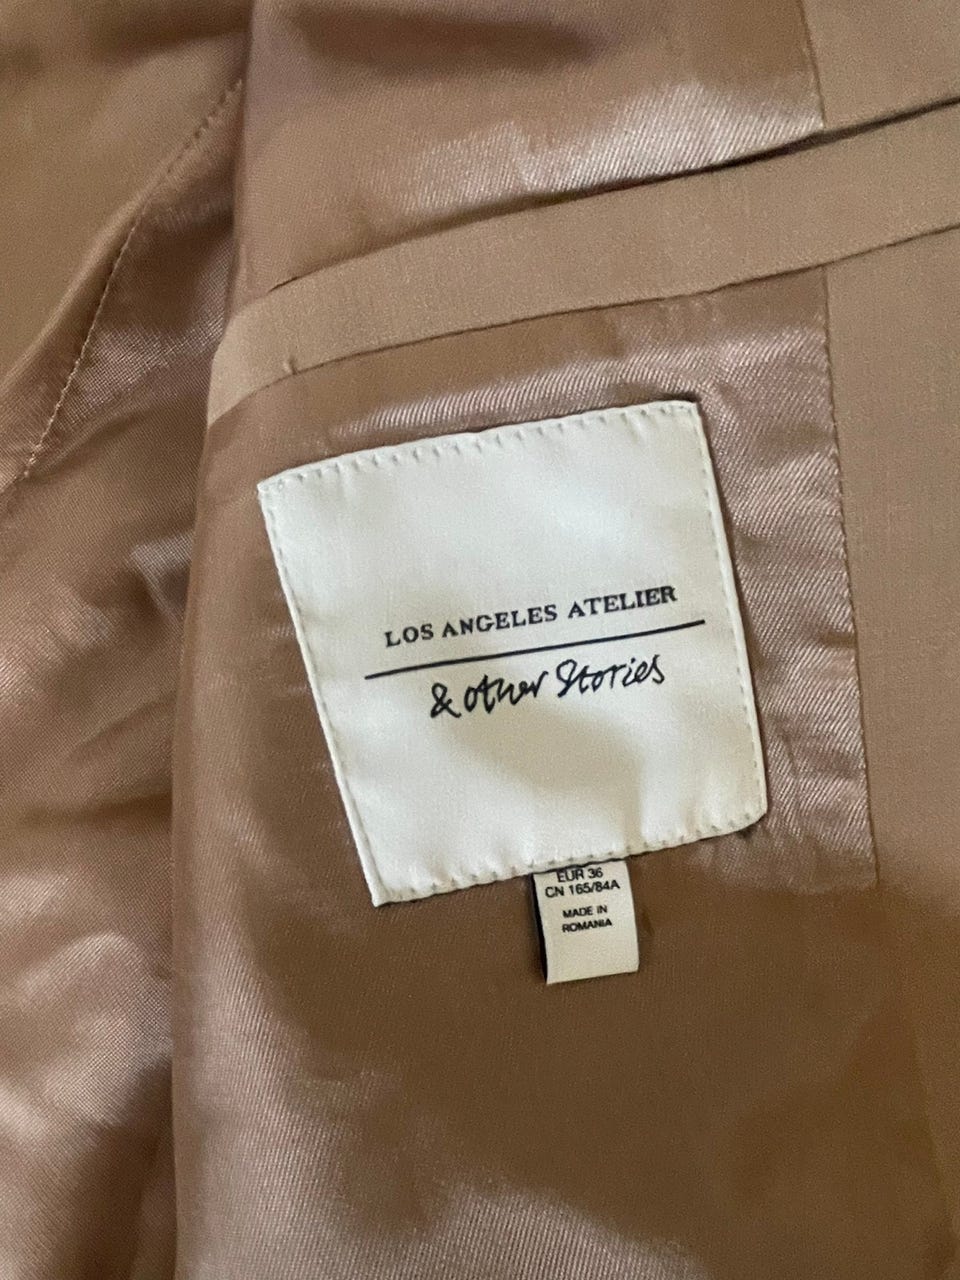 LOS ANGELES ATELIER
& other Stories
EUR 36
CN 165/84A
MADE IN
ROMANIA